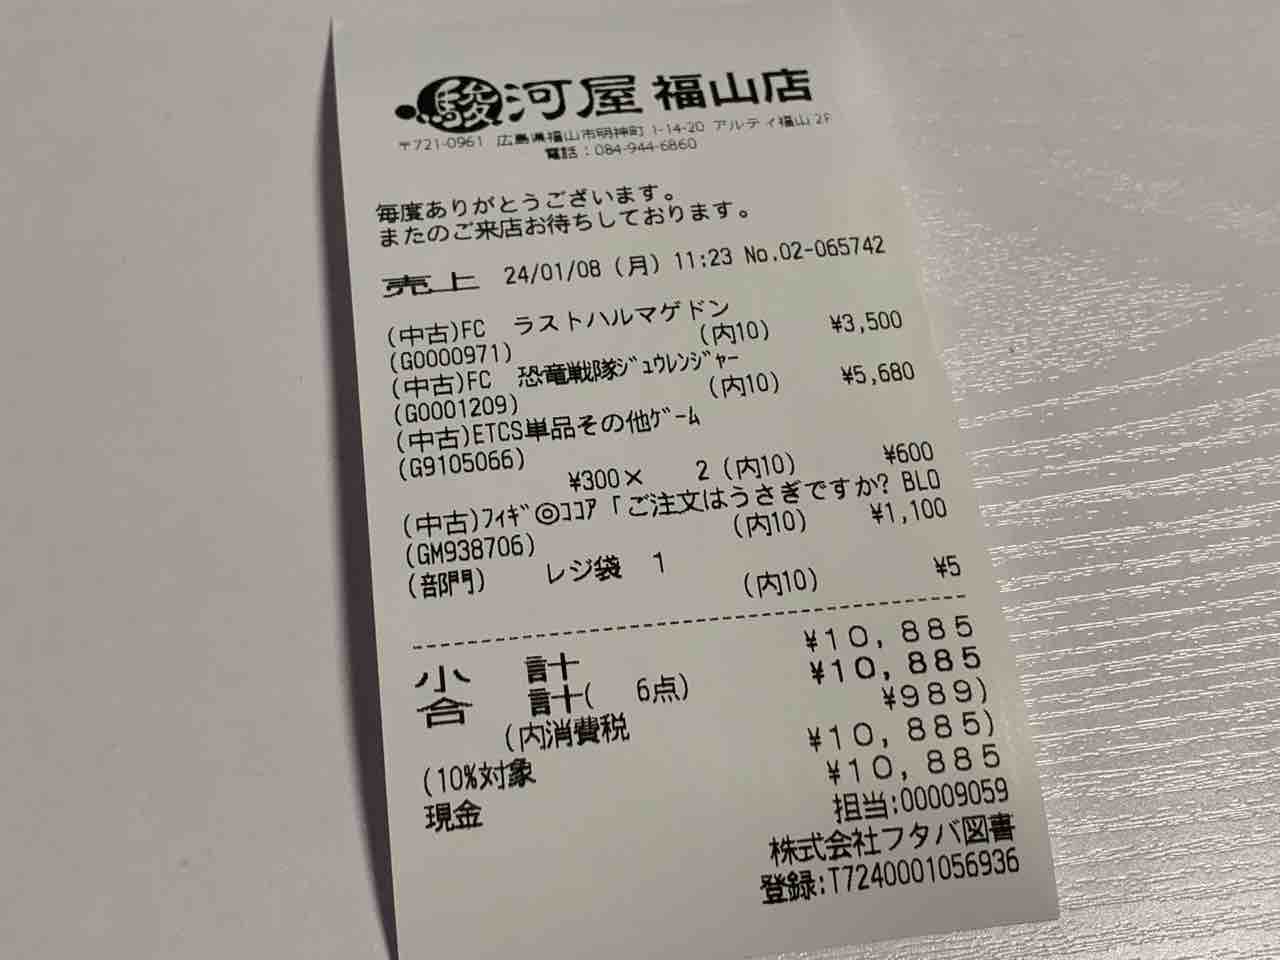 駿河屋 福山店
〒721-0961 広島県福山市明神町 1-14-20 アルティ福山 2F
電話:084-944-6860
毎度ありがとうございます。
またのご来店お待ちしております。
売上 24/01/08(月) 11:23 No.02-065742
(中古)FC ラストハルマゲドン
(G0000971) (内10) ¥3,500
(中古)FC 恐竜戦隊ジュウレンジャー
(G0001209) (内10) ¥5,680
(中古)ETCS単品その他ゲーム
(G9105066)
¥300× 2 (内10) ¥600
(中古)フィギ◎ココア「ご注文はうさぎですか? BLO
(GM938706) (内10) ¥1,100
(部門) レジ袋 1
(内10) ¥5
小 計 ¥10,885
合 計( 6点) ¥10,885
(内消費税 ¥989)
(10%対象 ¥10,885)
現金 ¥10,885
担当:00009059
株式会社フタバ図書
登録:T7240001056936